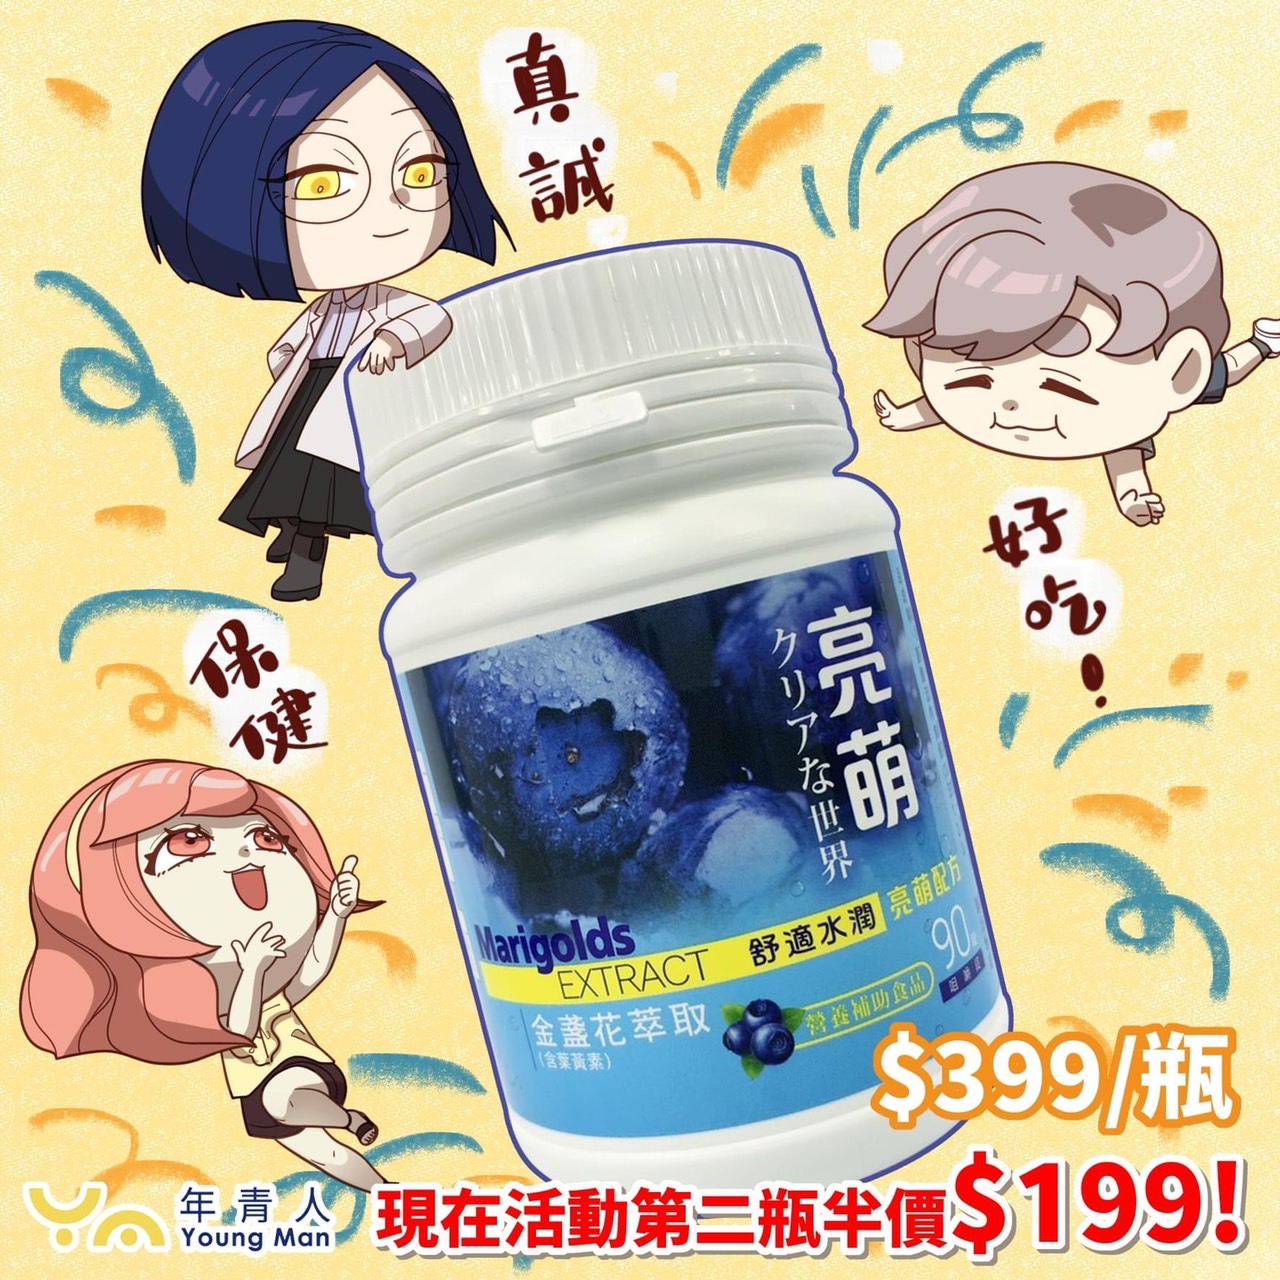 真誠
好吃！
保健
亮萌
クリアな世界
Marigolds
EXTRACT
舒適水潤
亮萌配方
90
金盞花萃取
(含葉黃素)
營養補助食品
$399/瓶
年青人
Young Man
現在活動第二瓶半價$199!